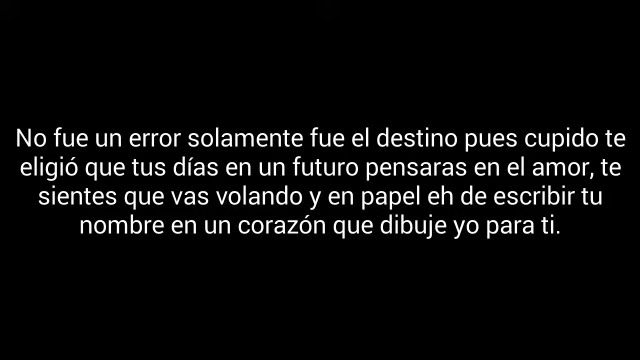 No fue un error solamente fue el destino pues cupido te
eligió que tus días en un futuro pensaras en el amor, te
sientes que vas volando y en papel eh de escribir tu
nombre en un corazón que dibuje yo para ti.